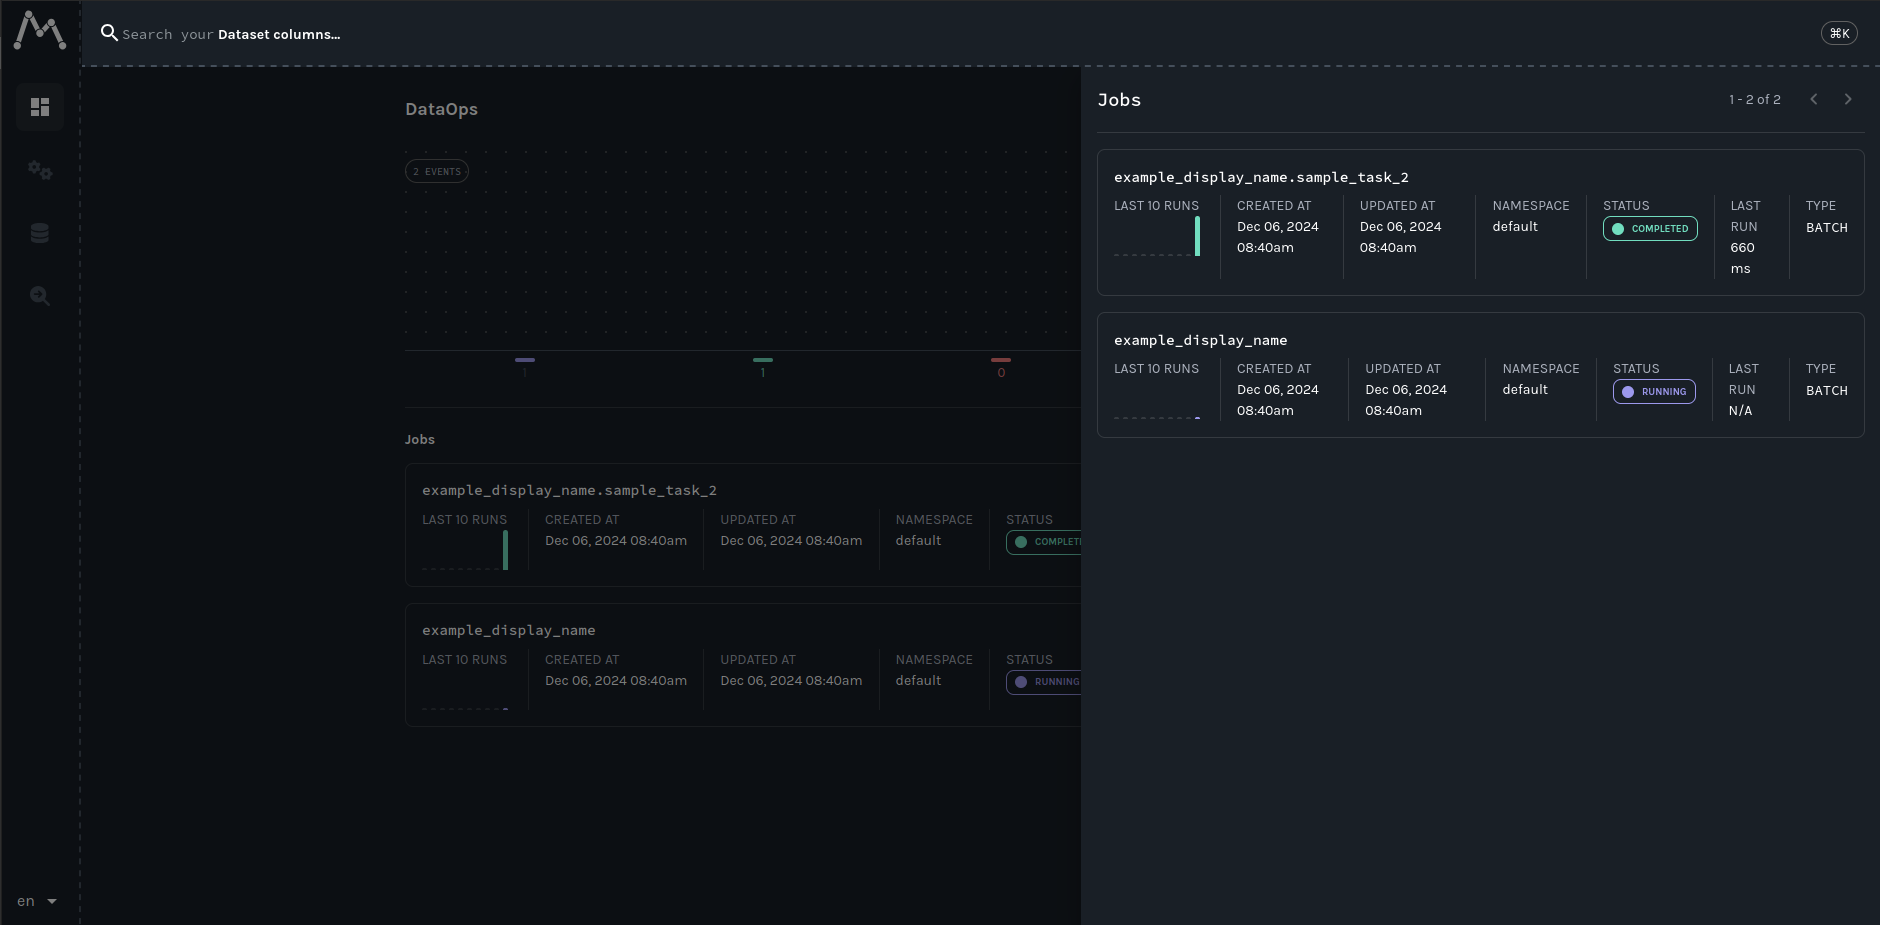 Search your Dataset columns...
⌘K
DataOps
2 EVENTS
1
1
0
Jobs
example_display_name.sample_task_2
LAST 10 RUNS CREATED AT UPDATED AT NAMESPACE STATUS
Dec 06, 2024 08:40am Dec 06, 2024 08:40am default COMPLET
example_display_name
LAST 10 RUNS CREATED AT UPDATED AT NAMESPACE STATUS
Dec 06, 2024 08:40am Dec 06, 2024 08:40am default RUNNING
en
Jobs
1 - 2 of 2
example_display_name.sample_task_2
LAST 10 RUNS CREATED AT UPDATED AT NAMESPACE STATUS LAST TYPE
Dec 06, 2024 Dec 06, 2024 default COMPLETED RUN BATCH
08:40am 08:40am 660
ms
example_display_name
LAST 10 RUNS CREATED AT UPDATED AT NAMESPACE STATUS LAST TYPE
Dec 06, 2024 Dec 06, 2024 default RUNNING RUN BATCH
08:40am 08:40am N/A